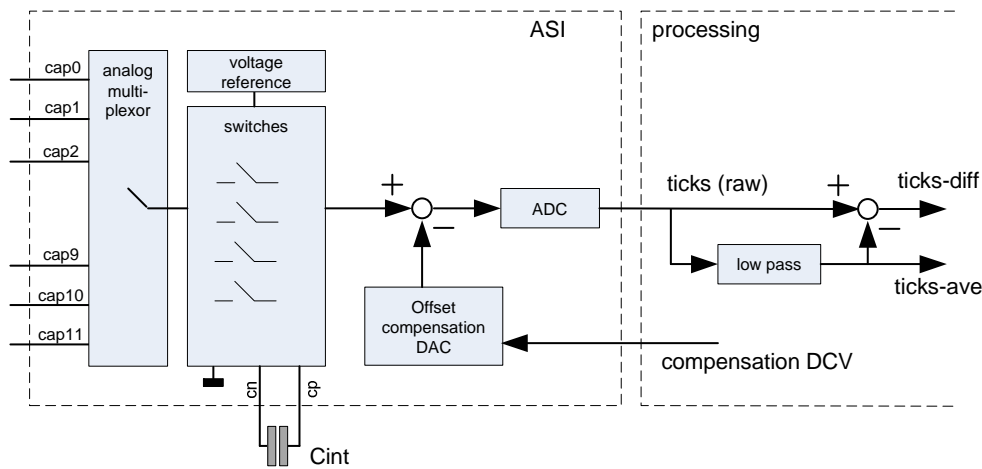 ASI
processing
cap0
cap1
cap2
cap9
cap10
cap11
analog
multi-
plexor
voltage
reference
switches
cn
cp
Cint
+
−
ADC
Offset
compensation
DAC
compensation DCV
ticks (raw)
low pass
+
−
ticks-diff
ticks-ave